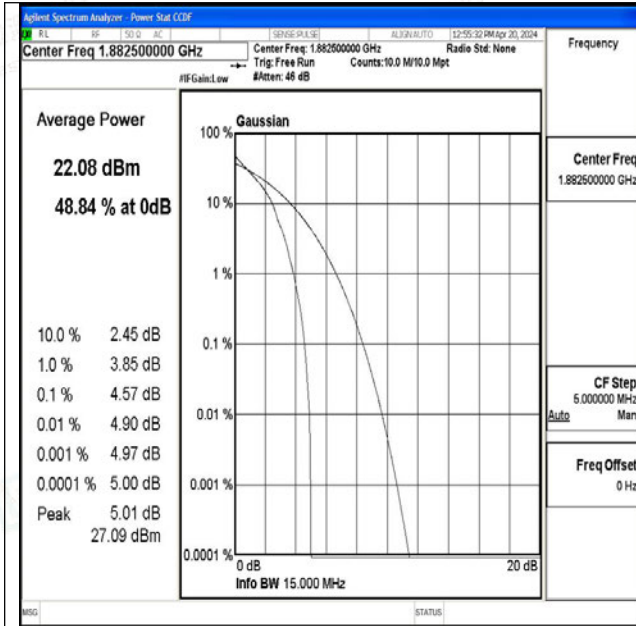 Agilent Spectrum Analyzer - Power Stat CCDF
RL RF 50 Ω AC SENSE:PULSE ALIGNAUTO 12:55:32 PM Apr 20, 2024
Center Freq 1.882500000 GHz
Center Freq: 1.882500000 GHz Radio Std: None
Trig: Free Run Counts:10.0 M/10.0 Mpt
#IFGain:Low #Atten: 46 dB
Frequency
Average Power
22.08 dBm
48.84 % at 0dB
10.0 % 2.45 dB
1.0 % 3.85 dB
0.1 % 4.57 dB
0.01 % 4.90 dB
0.001 % 4.97 dB
0.0001 % 5.00 dB
Peak 5.01 dB
27.09 dBm
Gaussian
100 %
10 %
1 %
0.1 %
0.01 %
0.001 %
0.0001 %
0 dB 20 dB
Info BW 15.000 MHz
Center Freq
1.882500000 GHz
CF Step
5.000000 MHz
Auto Man
Freq Offset
0 Hz
MSG STATUS